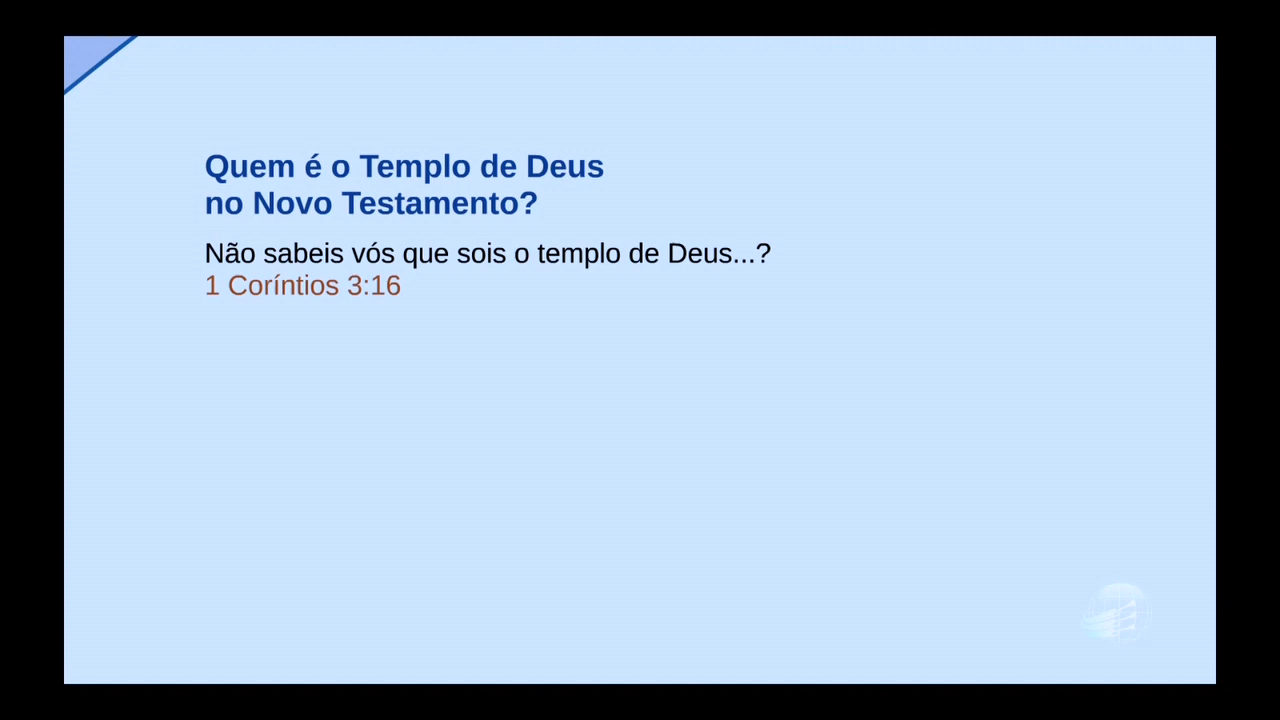 Quem é o Templo de Deus
no Novo Testamento?
Não sabeis vós que sois o templo de Deus...?
1 Coríntios 3:16